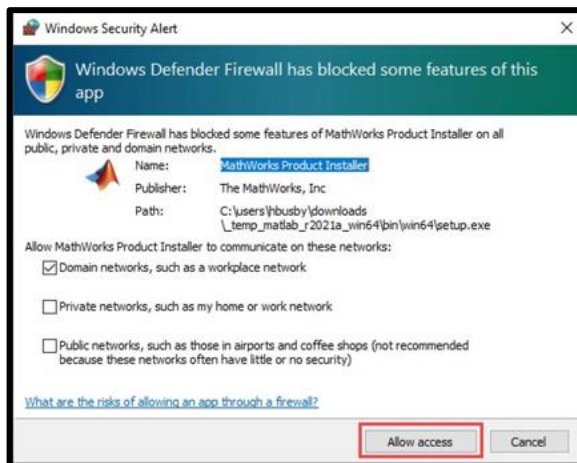 Windows Security Alert
Windows Defender Firewall has blocked some features of this
app
Windows Defender Firewall has blocked some features of MathWorks Product Installer on all
public, private and domain networks.
Name: MathWorks Product Installer
Publisher: The MathWorks, Inc
Path: C:\users\hbusby\downloads
\_temp_matlab_r2021a_win64\bin\win64\setup.exe
Allow MathWorks Product Installer to communicate on these networks:
Domain networks, such as a workplace network
Private networks, such as my home or work network
Public networks, such as those in airports and coffee shops (not recommended
because these networks often have little or no security)
What are the risks of allowing an app through a firewall?
Allow access Cancel